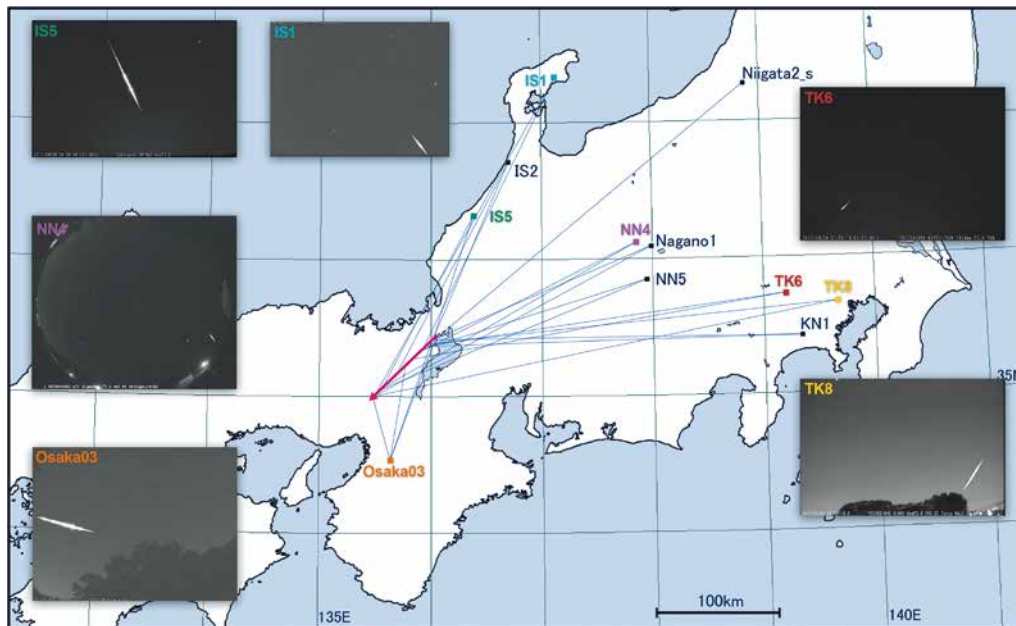 IS5
IS1
IS1
Niigata2_s
TK6
IS2
IS5
NN4
NN4
Nagano1
NN5
TK6
TK8
KN1
35N
TK8
Osaka03
Osaka03
135E
100km
140E